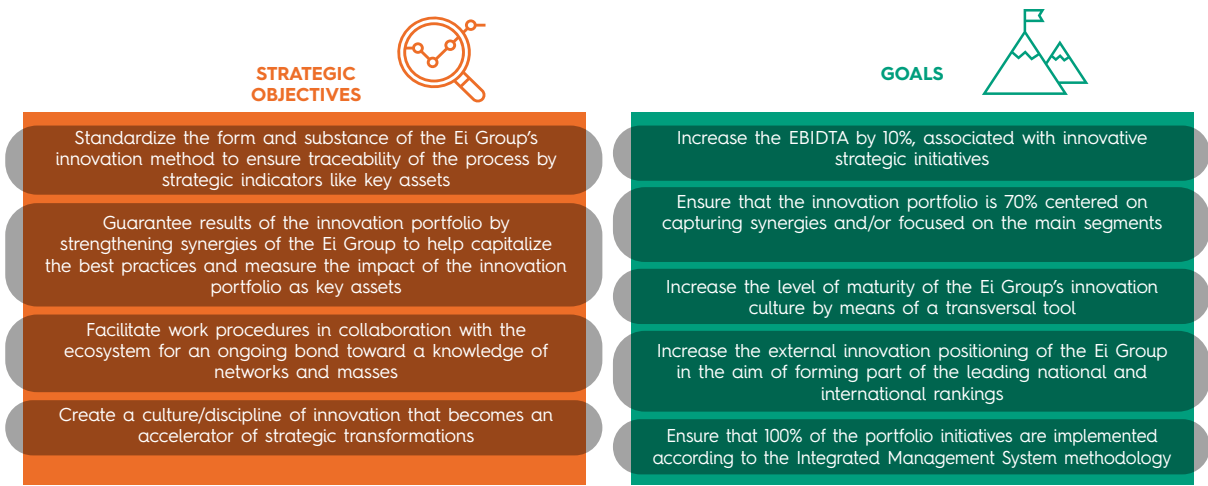 STRATEGIC
OBJECTIVES
Standardize the form and substance of the Ei Group's
innovation method to ensure traceability of the process by
strategic indicators like key assets
Guarantee results of the innovation portfolio by
strengthening synergies of the Ei Group to help capitalize
the best practices and measure the impact of the innovation
portfolio as key assets
Facilitate work procedures in collaboration with the
ecosystem for an ongoing bond toward a knowledge of
networks and masses
Create a culture/discipline of innovation that becomes an
accelerator of strategic transformations
GOALS
Increase the EBIDTA by 10%, associated with innovative
strategic initiatives
Ensure that the innovation portfolio is 70% centered on
capturing synergies and/or focused on the main segments
Increase the level of maturity of the Ei Group's innovation
culture by means of a transversal tool
Increase the external innovation positioning of the Ei Group
in the aim of forming part of the leading national and
international rankings
Ensure that 100% of the portfolio initiatives are implemented
according to the Integrated Management System methodology